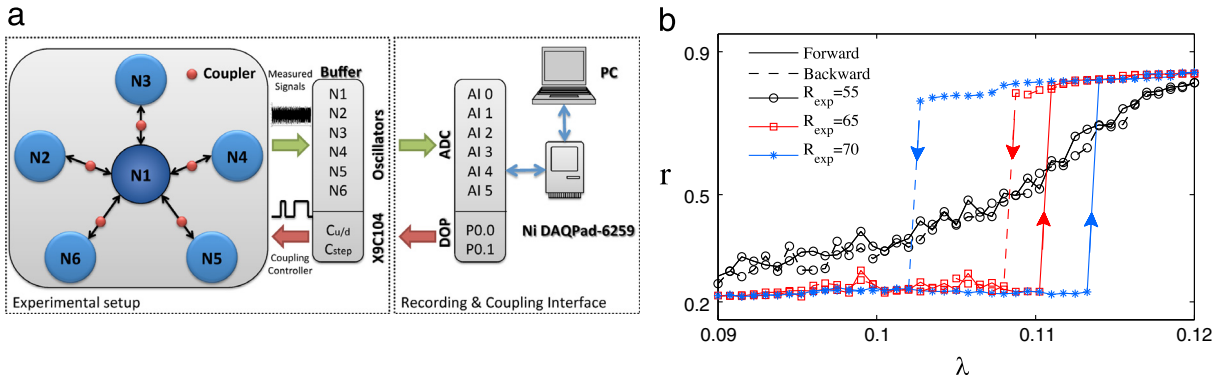 a
N3
Coupler
N2
N4
N1
N6
N5
Experimental setup
Measured
Signals
Coupling
Controller
Buffer
N1
N2
N3
N4
N5
N6
Cu/d
Cstep
Oscillators
X9C104
ADC
DOP
AI 0
AI 1
AI 2
AI 3
AI 4
AI 5
P0.0
P0.1
PC
Ni DAQPad-6259
Recording & Coupling Interface
b
Forward
Backward
R_exp=55
R_exp=65
R_exp=70
r
0.9
0.5
0.2
0.09
0.1
0.11
0.12
λ